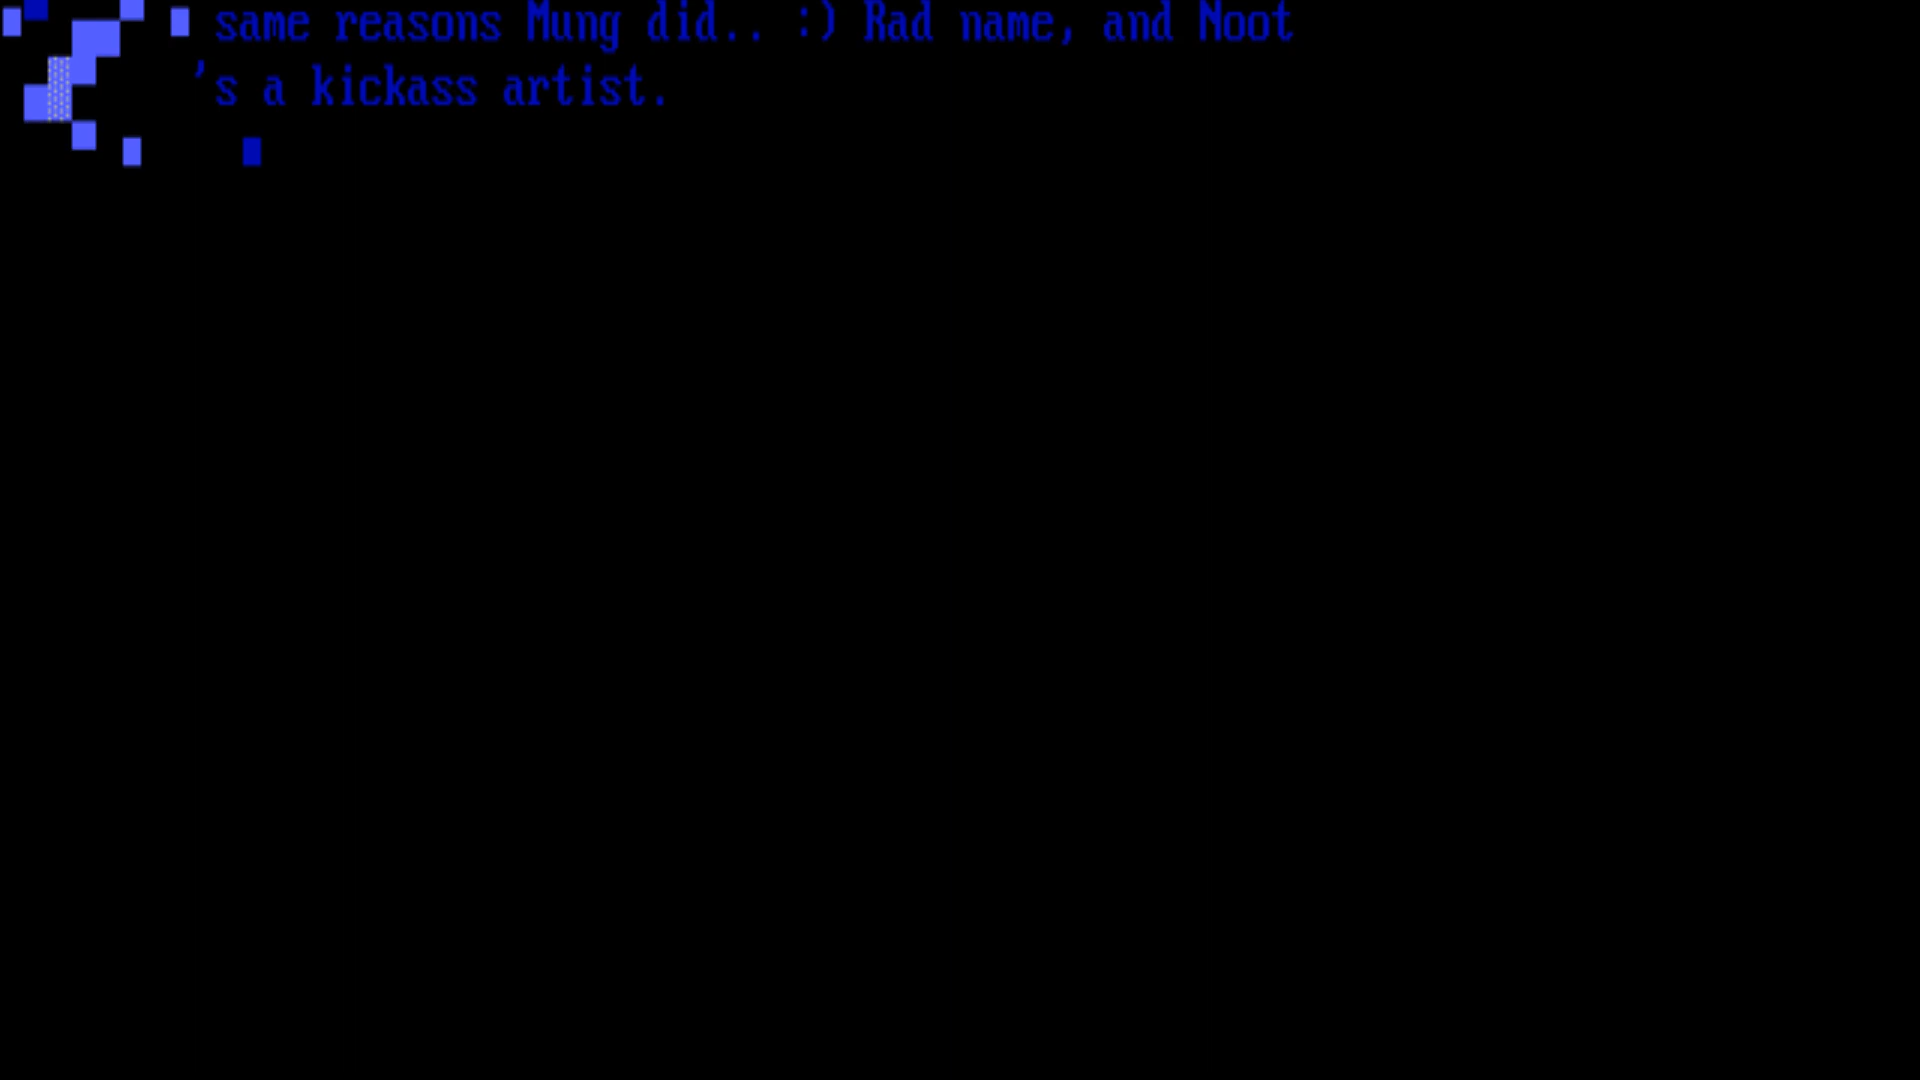 same reasons Mung did.. :) Rad name, and Noot
's a kickass artist.